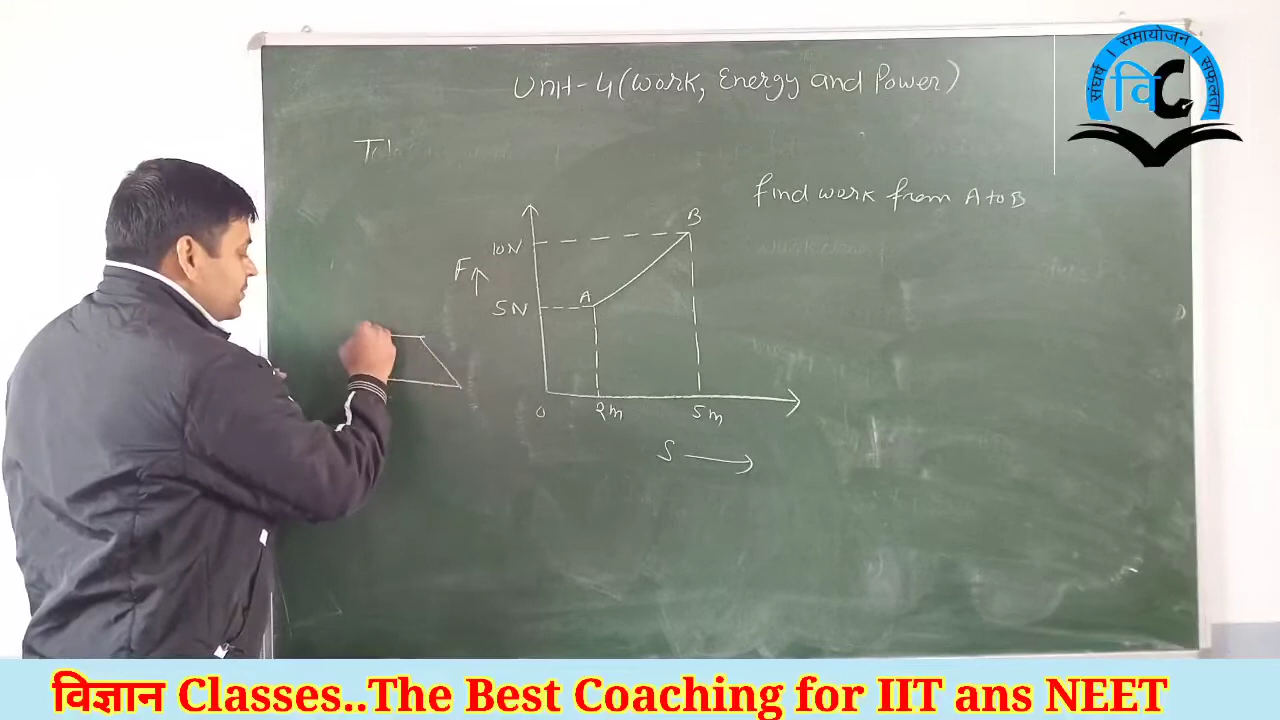 Unit-4(Work, Energy and Power)
संघर्ष । समायोजन । सफलता
विC
find work from A to B
B
10N
F
A
5N
0
2m
5m
S
विज्ञान Classes..The Best Coaching for IIT ans NEET